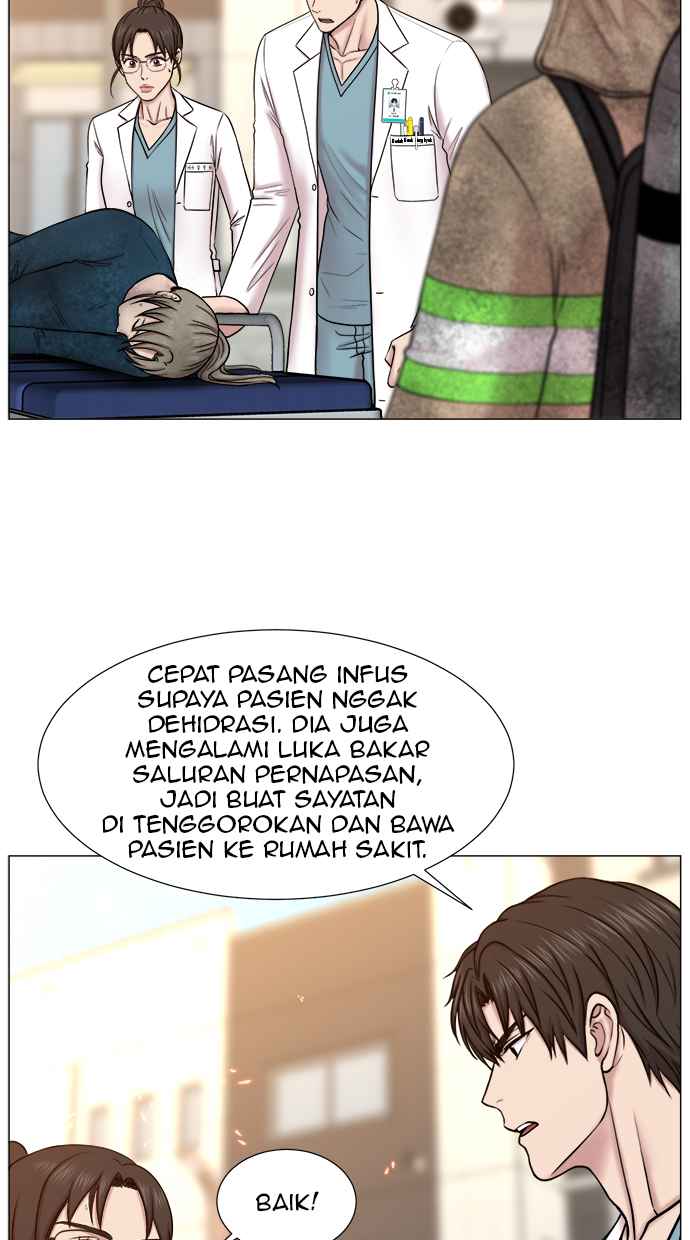 CEPAT PASANG INFUS
SUPAYA PASIEN NGGAK
DEHIDRASI. DIA JUGA
MENGALAMI LUKA BAKAR
SALURAN PERNAPASAN,
JADI BUAT SAYATAN
DI TENGGOROKAN DAN BAWA
PASIEN KE RUMAH SAKIT.
BAIK!